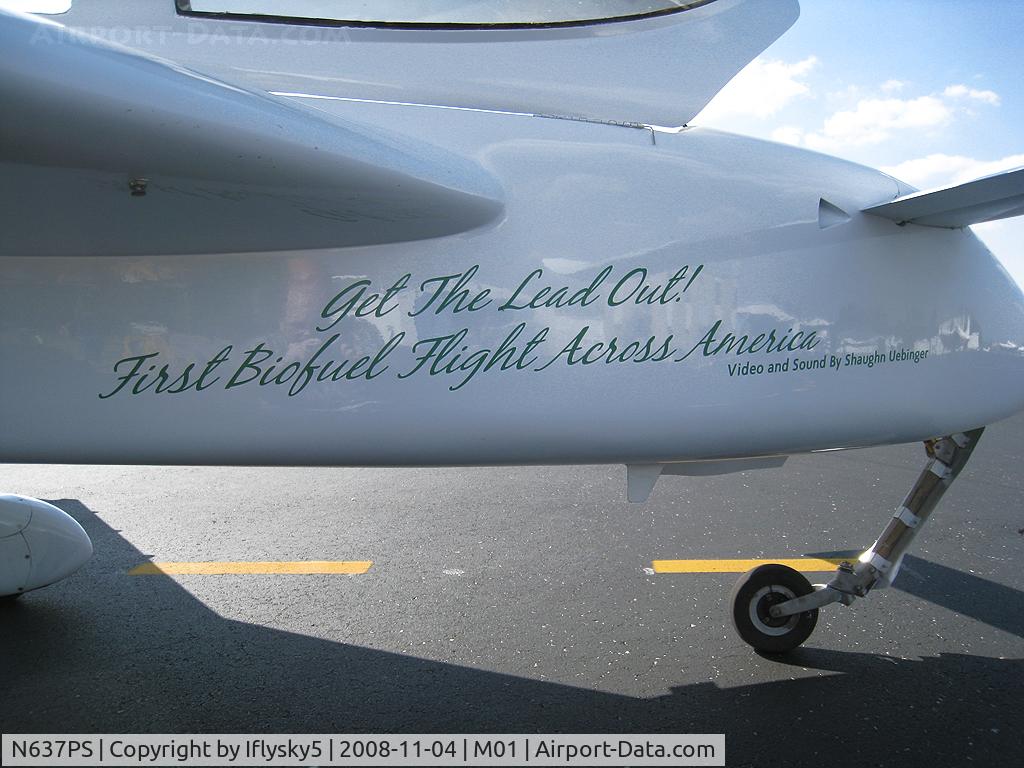 AIRPORT-DATA.COM
Get The Lead Out!
First Biofuel Flight Across America
Video and Sound By Shaughn Uebinger
N637PS | Copyright by Iflysky5 | 2008-11-04 | M01 | Airport-Data.com